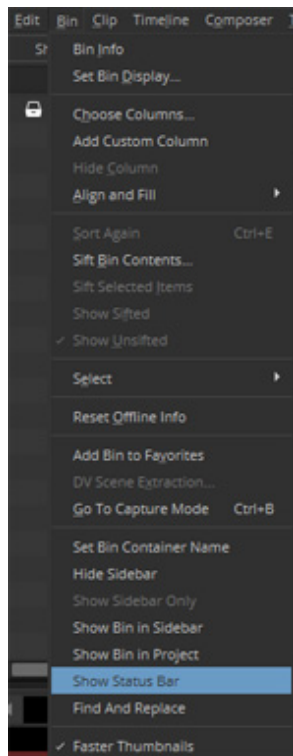 Edit Bin Clip Timeline Composer
Bin Info
Set Bin Display...
Choose Columns...
Add Custom Column
Hide Column
Align and Fill
Sort Again Ctrl+E
Sift Bin Contents...
Sift Selected Items
Show Sifted
✓ Show Unsifted
Select
Reset Offline Info
Add Bin to Favorites
DV Scene Extraction...
Go To Capture Mode Ctrl+B
Set Bin Container Name
Hide Sidebar
Show Sidebar Only
Show Bin in Sidebar
Show Bin in Project
Show Status Bar
Find And Replace
✓ Faster Thumbnails